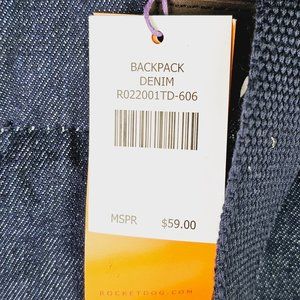 BACKPACK
DENIM
R022001TD-606
MSPR $59.00
ROCKETDOG.COM